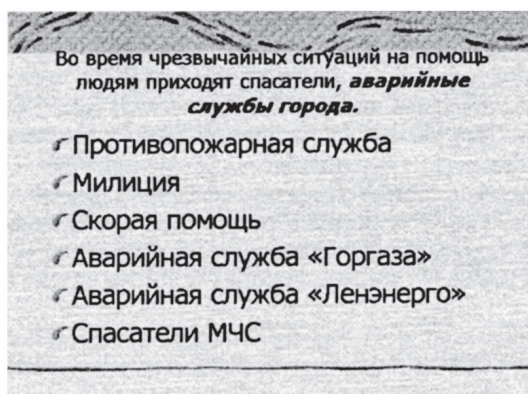 Во время чрезвычайных ситуаций на помощь
людям приходят спасатели, аварийные
службы города.
Противопожарная служба
Милиция
Скорая помощь
Аварийная служба «Горгаза»
Аварийная служба «Ленэнерго»
Спасатели МЧС